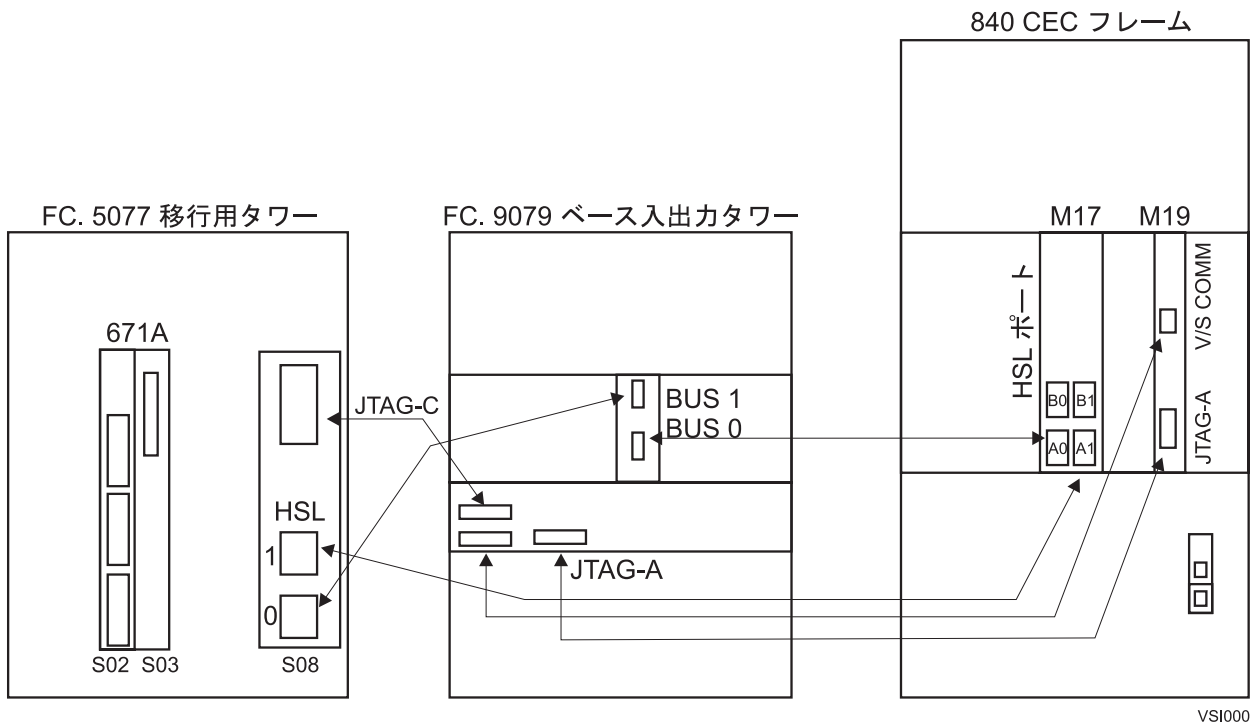 840 CEC フレーム
FC. 5077 移行用タワー
FC. 9079 ベース入出力タワー
M17
M19
671A
JTAG-C
BUS 1
BUS 0
HSL ポート
B0
B1
A0
A1
V/S COMM
JTAG-A
HSL
1
0
JTAG-A
S02
S03
S08
VSI000